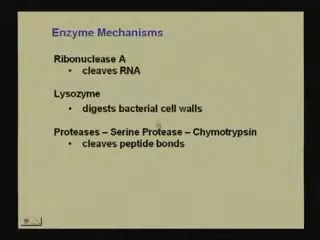 Enzyme Mechanisms
Ribonuclease A
• cleaves RNA
Lysozyme
• digests bacterial cell walls
Proteases – Serine Protease – Chymotrypsin
• cleaves peptide bonds